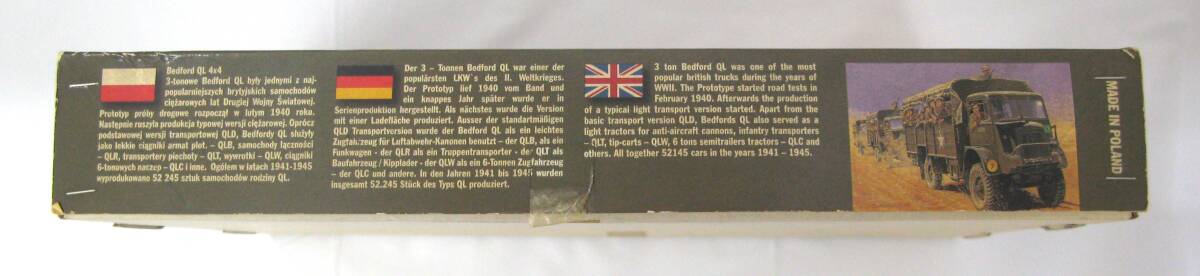 Bedford QL 4x4
3-tonowe Bedford QL były jednymi z naj-
popularniejszych brytyjskich samochodów
ciężarowych lat Drugiej Wojny Światowej.
Prototyp próby drogowe rozpoczął w lutym 1940 roku.
Następnie ruszyła produkcja typowej wersji ciężarowej. Oprócz
podstawowej wersji transportowej QLD, Bedfordy QL służyły
jako lekkie ciągniki armat plot. - QLB, samochody łączności
- QLR, transportery piechoty - QLT, wywrotki - QLW, ciągniki
6-tonowych naczep - QLC i inne. Ogółem w latach 1941-1945
wyprodukowano 52 245 sztuk samochodów rodziny QL.
Der 3 – Tonnen Bedford QL war einer der
populärsten LKW`s des II. Weltkrieges.
Der Prototyp lief 1940 vom Band und
ein knappes Jahr später wurde er in
Serienproduktion hergestellt. Als nächstes wurde die Version
mit einer Ladefläche produziert. Ausser der standartmäßigen
QLD Transportversion wurde der Bedford QL als ein leichtes
Zugfahrzeug für Luftabwehr-Kanonen benutzt - der QLB, als ein
Funkwagen - der QLR als ein Truppentransporter - der QLT als
Baufahrzeug / Kipplader - der QLW als ein 6-Tonnen Zugfahrzeug
- der QLC und andere. In den Jahren 1941 bis 1945 wurden
insgesamt 52.245 Stück des Typs QL produziert.
3 ton Bedford QL was one of the most
popular british trucks during the years of
WWII. The Prototype started road tests in
February 1940. Afterwards the production
of a typical light transport version started. Apart from the
basic transport version QLD, Bedfords QL also served as a
light tractors for anti-aircraft cannons, infantry transporters
– QLT, tip-carts – QLW, 6 tons semitrailers tractors – QLC and
others. All together 52145 cars in the years 1941 – 1945.
MADE IN POLAND